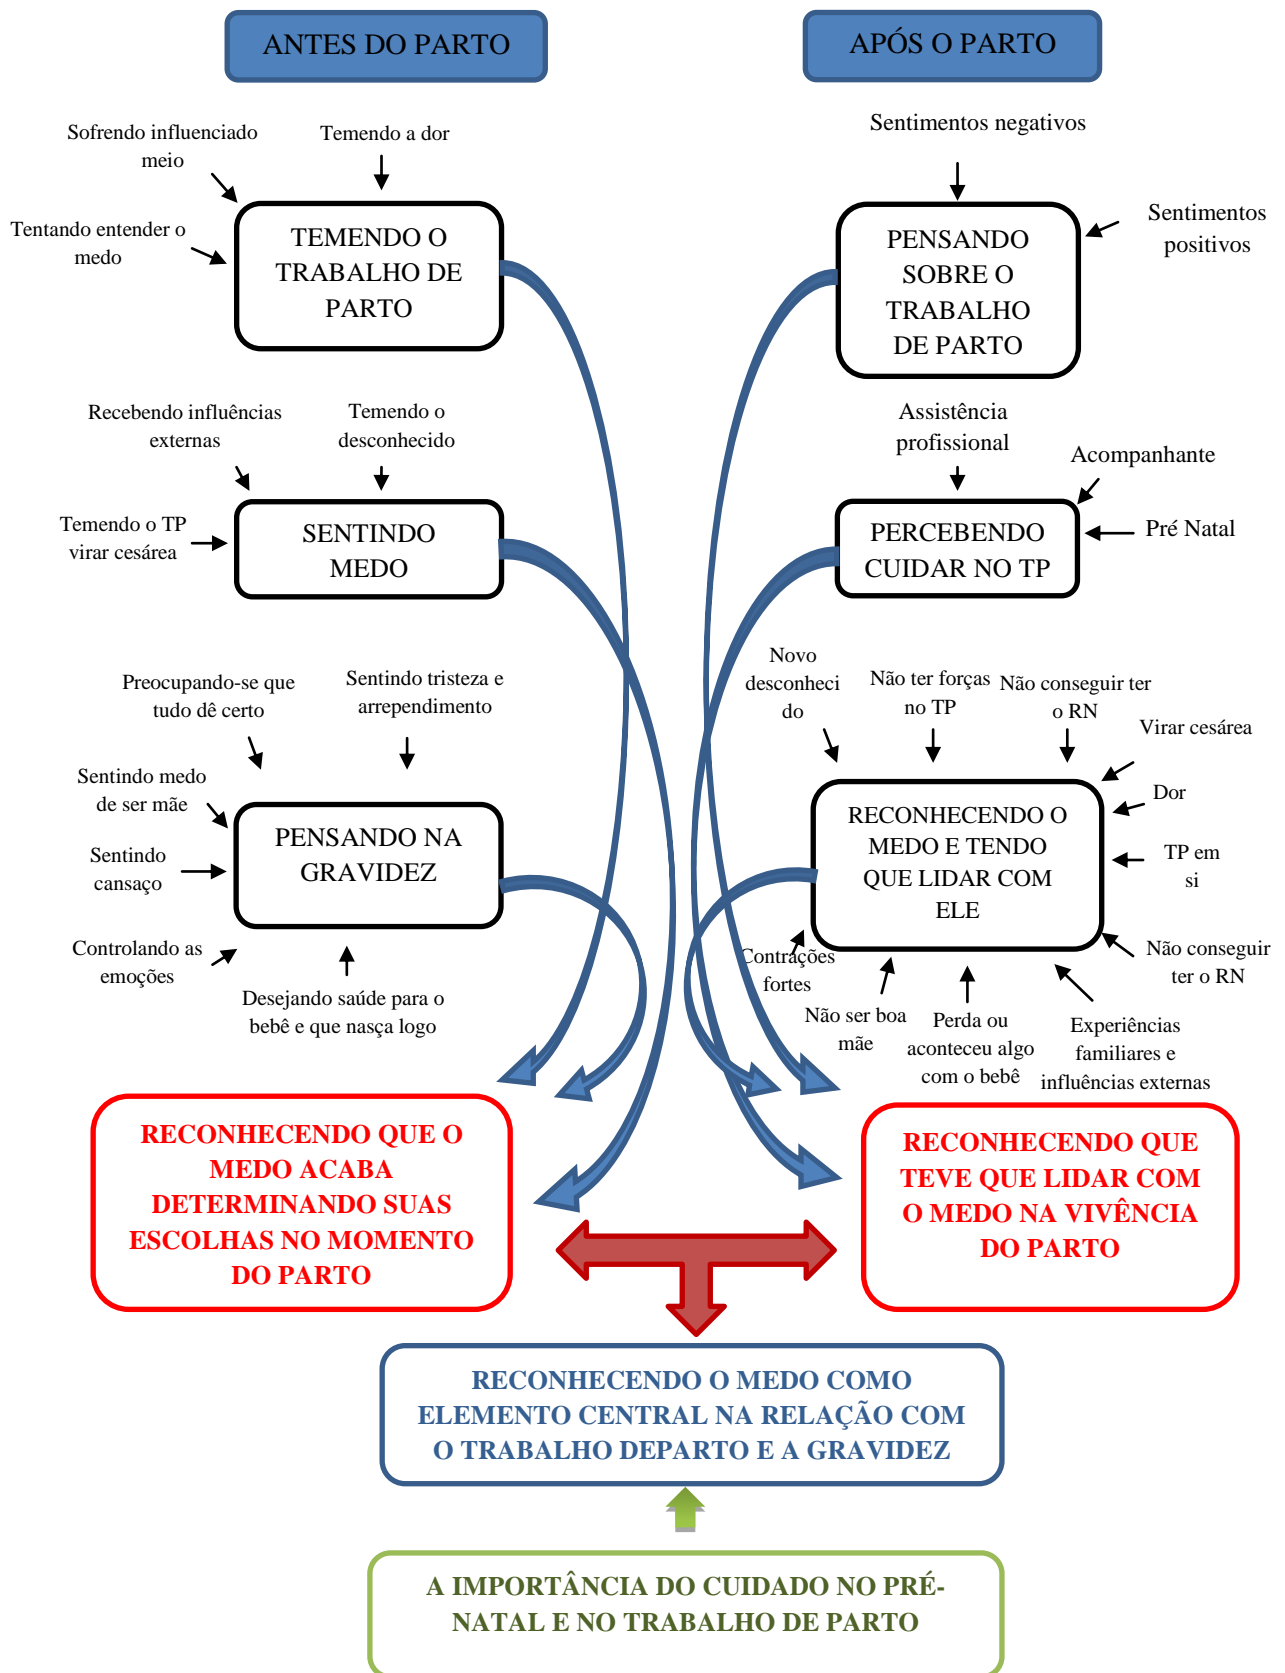 ANTES DO PARTO
APÓS O PARTO
Sofrendo influenciado
meio
Temendo a dor
Tentando entender o
medo
TEMENDO O
TRABALHO DE
PARTO
Sentimentos negativos
Sentimentos
positivos
PENSANDO
SOBRE O
TRABALHO
DE PARTO
Recebendo influências
externas
Temendo o
desconhecido
Temendo o TP
virar cesárea
SENTINDO
MEDO
Assistência
profissional
Acompanhante
Pré Natal
PERCEBENDO
CUIDAR NO TP
Preocupando-se que
tudo dê certo
Sentindo tristeza e
arrependimento
Sentindo medo
de ser mãe
Sentindo
cansaço
Controlando as
emoções
Desejando saúde para o
bebê e que nasça logo
PENSANDO NA
GRAVIDEZ
Novo
desconheci
do
Não ter forças
no TP
Não conseguir ter
o RN
Virar cesárea
Dor
TP em
si
Não conseguir
ter o RN
RECONHECENDO O
MEDO E TENDO
QUE LIDAR COM
ELE
Contrações
fortes
Não ser boa
mãe
Perda ou
aconteceu algo
com o bebê
Experiências
familiares e
influências externas
RECONHECENDO QUE O
MEDO ACABA
DETERMINANDO SUAS
ESCOLHAS NO MOMENTO
DO PARTO
RECONHECENDO QUE
TEVE QUE LIDAR COM
O MEDO NA VIVÊNCIA
DO PARTO
RECONHECENDO O MEDO COMO
ELEMENTO CENTRAL NA RELAÇÃO COM
O TRABALHO DEPARTO E A GRAVIDEZ
A IMPORTÂNCIA DO CUIDADO NO PRÉ-
NATAL E NO TRABALHO DE PARTO